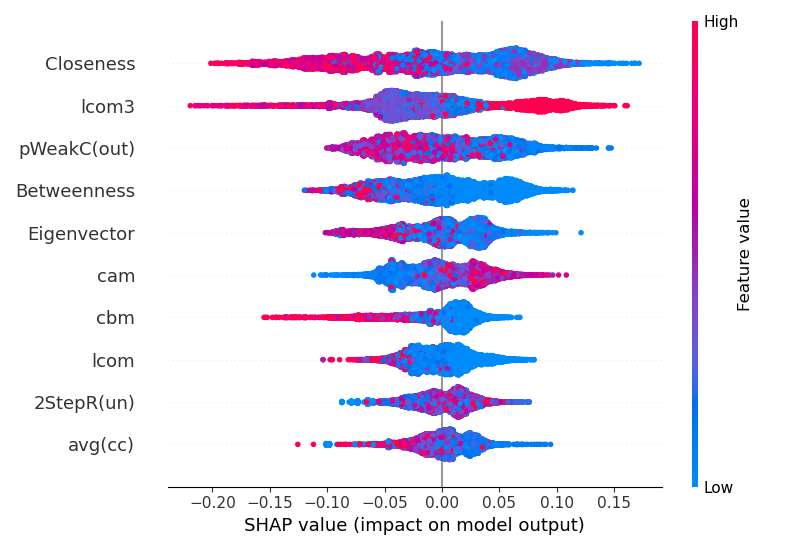 High
Closeness
lcom3
pWeakC(out)
Betweenness
Eigenvector
cam
cbm
lcom
2StepR(un)
avg(cc)
Feature value
Low
−0.20 −0.15 −0.10 −0.05 0.00 0.05 0.10 0.15
SHAP value (impact on model output)